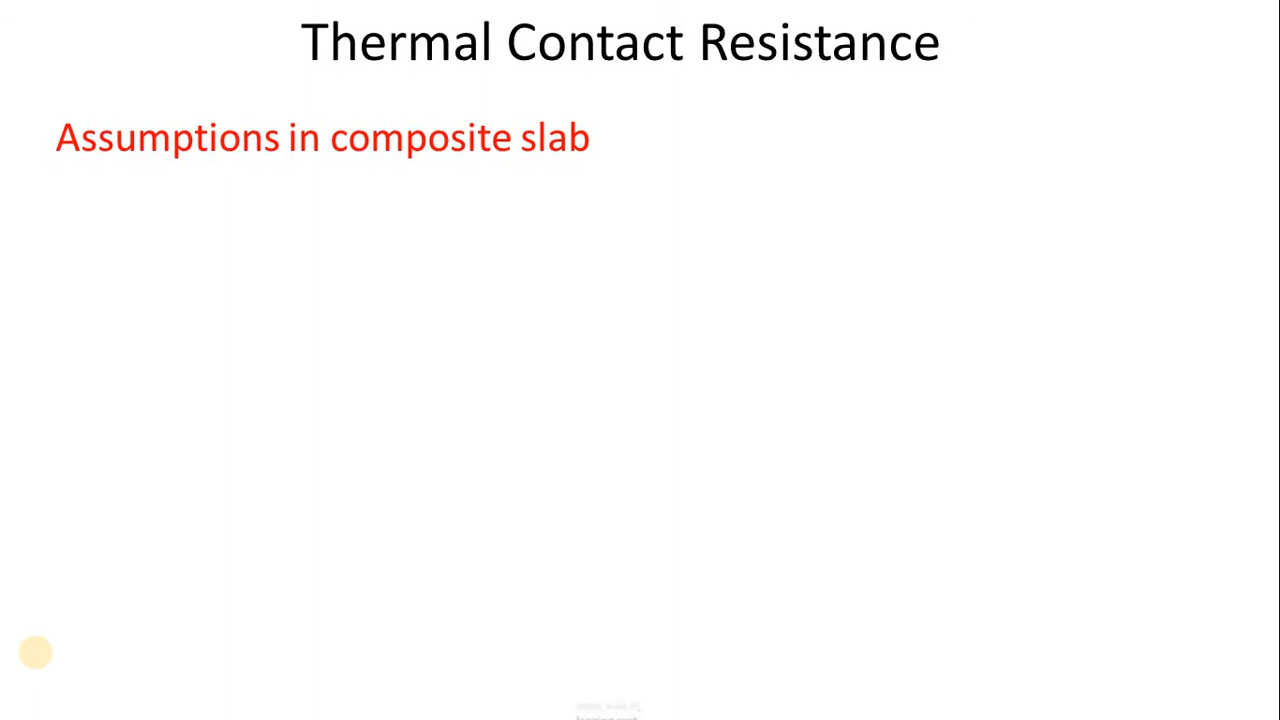 Thermal Contact Resistance
Assumptions in composite slab